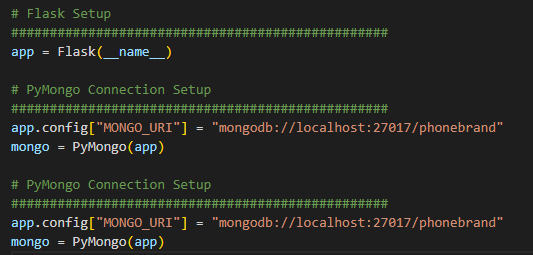 # Flask Setup
#################################################
app = Flask(__name__)
# PyMongo Connection Setup
#################################################
app.config["MONGO_URI"] = "mongodb://localhost:27017/phonebrand"
mongo = PyMongo(app)
# PyMongo Connection Setup
#################################################
app.config["MONGO_URI"] = "mongodb://localhost:27017/phonebrand"
mongo = PyMongo(app)